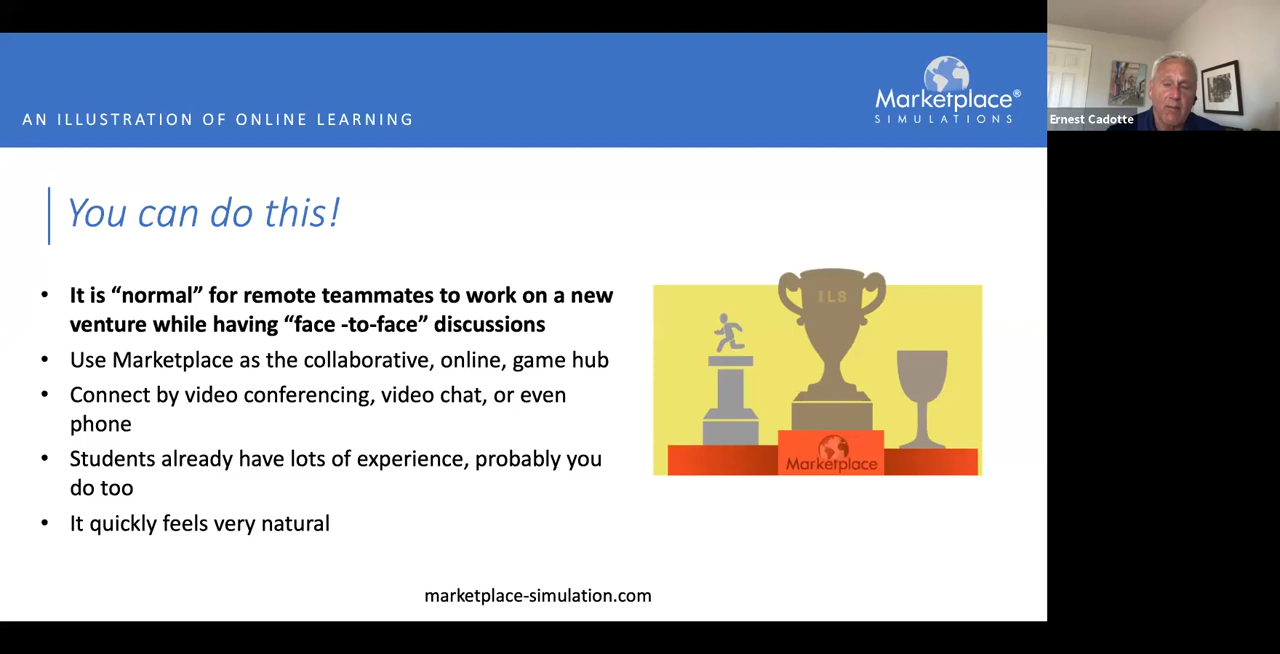 AN ILLUSTRATION OF ONLINE LEARNING
Marketplace®
SIMULATIONS
Ernest Cadotte
You can do this!
• It is “normal” for remote teammates to work on a new
venture while having “face -to-face” discussions
• Use Marketplace as the collaborative, online, game hub
• Connect by video conferencing, video chat, or even
phone
• Students already have lots of experience, probably you
do too
• It quickly feels very natural
ILS
Marketplace
marketplace-simulation.com